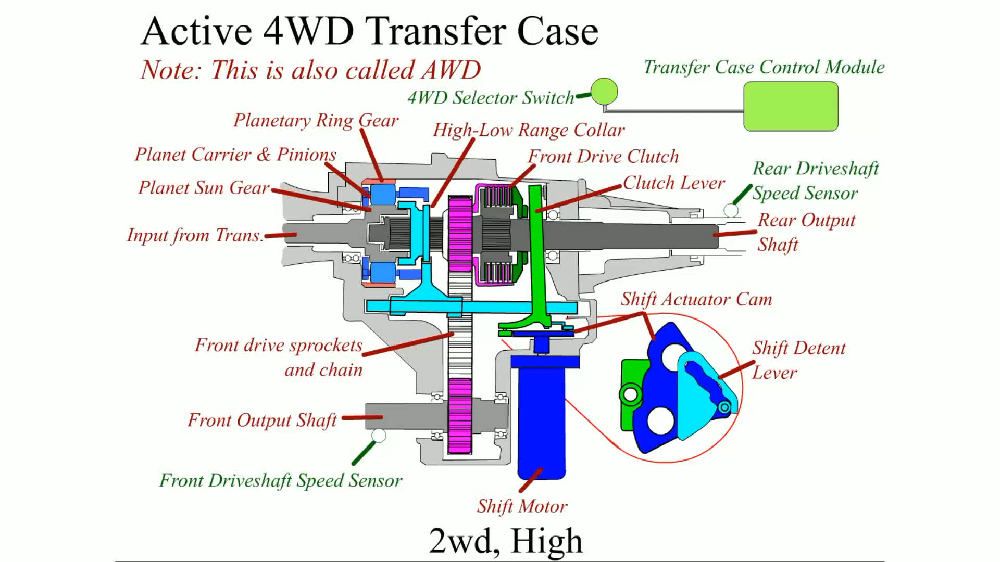 Active 4WD Transfer Case
Note: This is also called AWD
Transfer Case Control Module
4WD Selector Switch
Planetary Ring Gear
High-Low Range Collar
Planet Carrier & Pinions
Front Drive Clutch
Rear Driveshaft
Speed Sensor
Planet Sun Gear
Clutch Lever
Input from Trans.
Rear Output
Shaft
Shift Actuator Cam
Front drive sprockets
and chain
Shift Detent
Lever
Front Output Shaft
Front Driveshaft Speed Sensor
Shift Motor
2wd, High